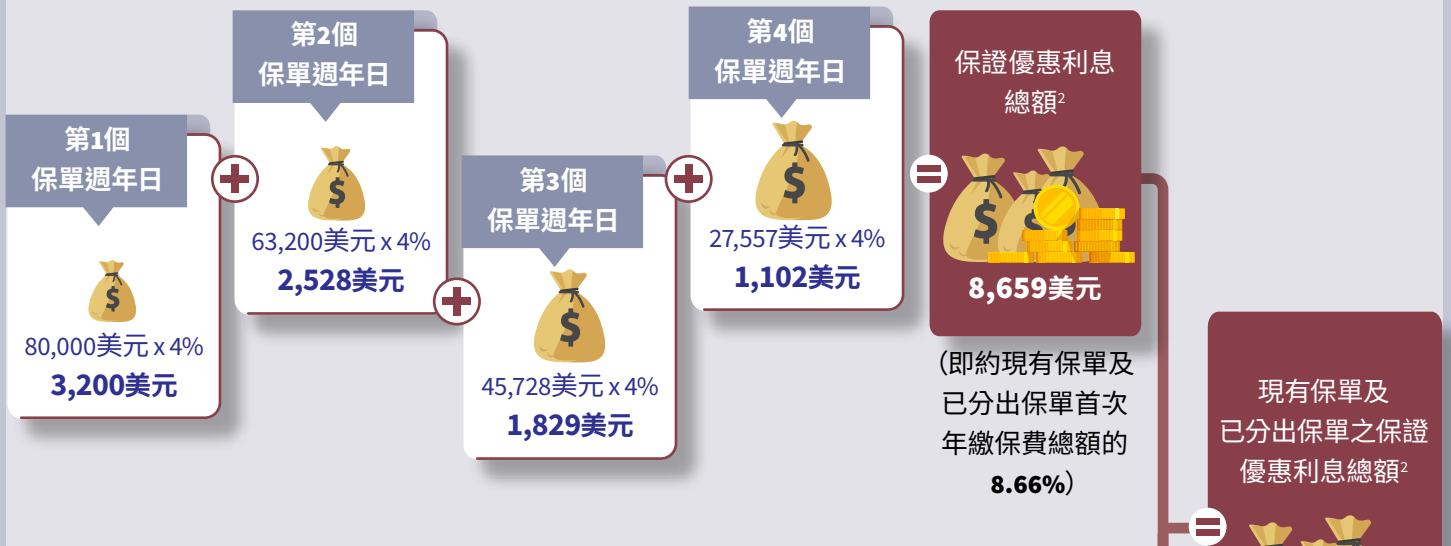 第1個
保單週年日
80,000美元 x 4%
3,200美元
第2個
保單週年日
63,200美元 x 4%
2,528美元
第3個
保單週年日
45,728美元 x 4%
1,829美元
第4個
保單週年日
27,557美元 x 4%
1,102美元
保證優惠利息
總額2
8,659美元
（即約現有保單及
已分出保單首次
年繳保費總額的
8.66%）
現有保單及
已分出保單之保證
優惠利息總額2